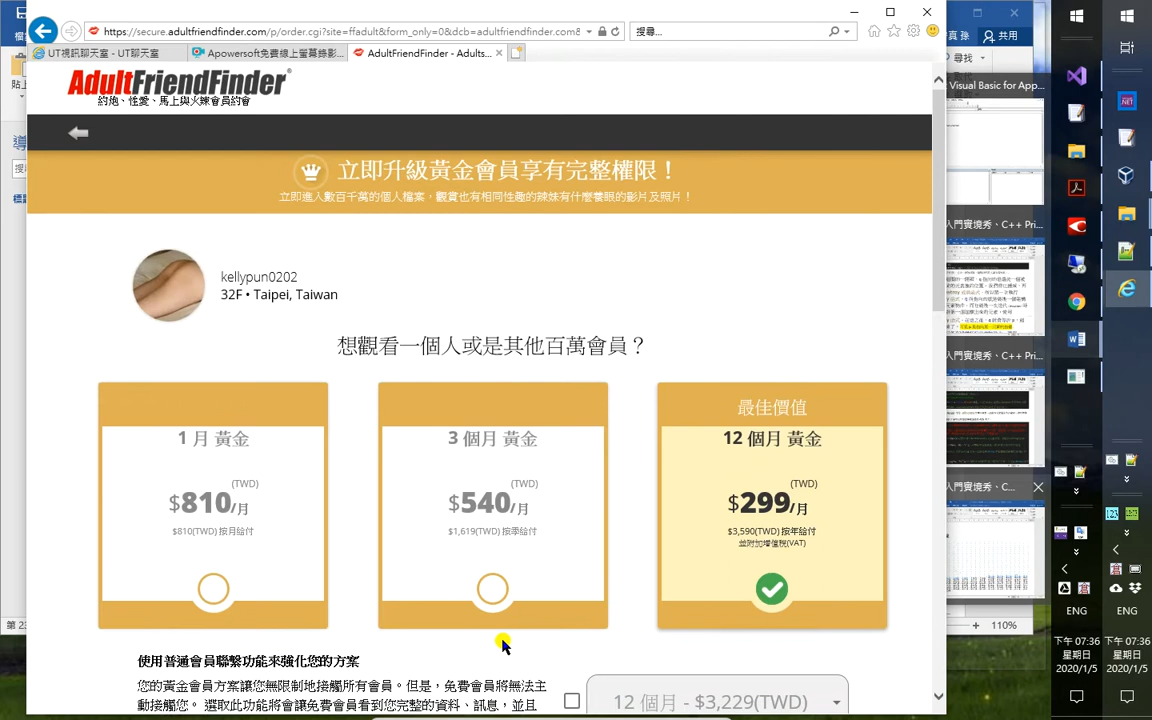 https://secure.adultfriendfinder.com/p/order.cgi?site=ffadult&form_only=0&dcb=adultfriendfinder.com&
搜尋...
UT視訊聊天室 - UT聊天室
Apowersoft免費線上螢幕錄影...
AdultFriendFinder - Adults...
AdultFriendFinder®
約炮、性愛、馬上與火辣會員約會
立即升級黃金會員享有完整權限！
立即進入數百千萬的個人檔案，觀賞也有相同性趣的辣妹有什麼養眼的影片及照片！
kellypun0202
32F • Taipei, Taiwan
想觀看一個人或是其他百萬會員？
1 月 黃金
(TWD)
$810/月
$810(TWD) 按月給付
3 個月 黃金
(TWD)
$540/月
$1,619(TWD) 按季給付
最佳價值
12 個月 黃金
(TWD)
$299/月
$3,590(TWD) 按年給付
並附加增值稅(VAT)
使用普通會員聯繫功能來強化您的方案
您的黃金會員方案讓您無限制地接觸所有會員。但是，免費會員將無法主
動接觸您。 選取此功能將會讓免費會員看到您完整的資料、訊息，並且
12 個月 - $3,229(TWD)
共用
尋找
Visual Basic for App...
入門實境秀、C++ Pri...
入門實境秀、C++ Pri...
入門實境秀、C...
110%
ENG
下午 07:36
星期日
2020/1/5
ENG
下午 07:36
星期日
2020/1/5